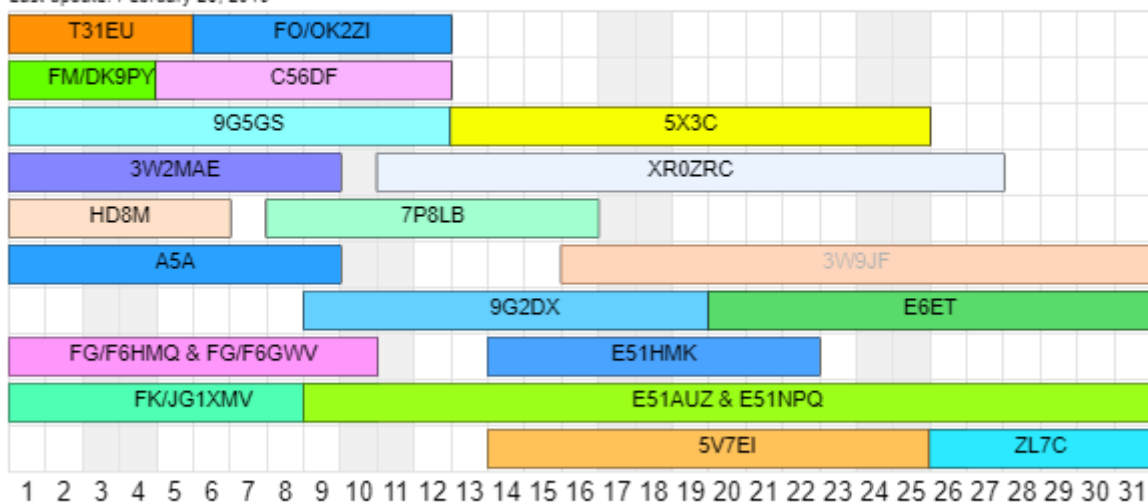 T31EU FO/OK2ZI
FM/DK9PY C56DF
9G5GS 5X3C
3W2MAE XR0ZRC
HD8M 7P8LB
A5A 3W9JF
9G2DX E6ET
FG/F6HMQ & FG/F6GWV E51HMK
FK/JG1XMV E51AUZ & E51NPQ
5V7EI ZL7C
1 2 3 4 5 6 7 8 9 10 11 12 13 14 15 16 17 18 19 20 21 22 23 24 25 26 27 28 29 30 31